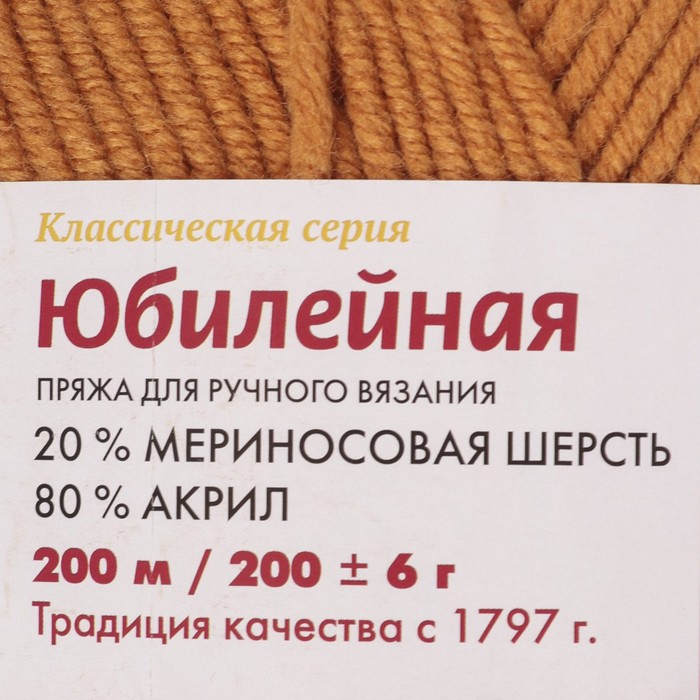 Классическая серия
Юбилейная
ПРЯЖА ДЛЯ РУЧНОГО ВЯЗАНИЯ
20 % МЕРИНОСОВАЯ ШЕРСТЬ
80 % АКРИЛ
200 м / 200 ± 6 г
Традиция качества с 1797 г.